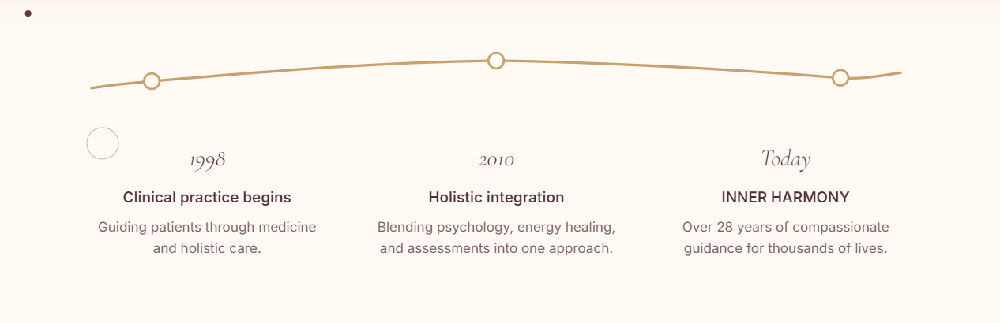 1998
2010
Today
Clinical practice begins
Holistic integration
INNER HARMONY
Guiding patients through medicine
and holistic care.
Blending psychology, energy healing,
and assessments into one approach.
Over 28 years of compassionate
guidance for thousands of lives.